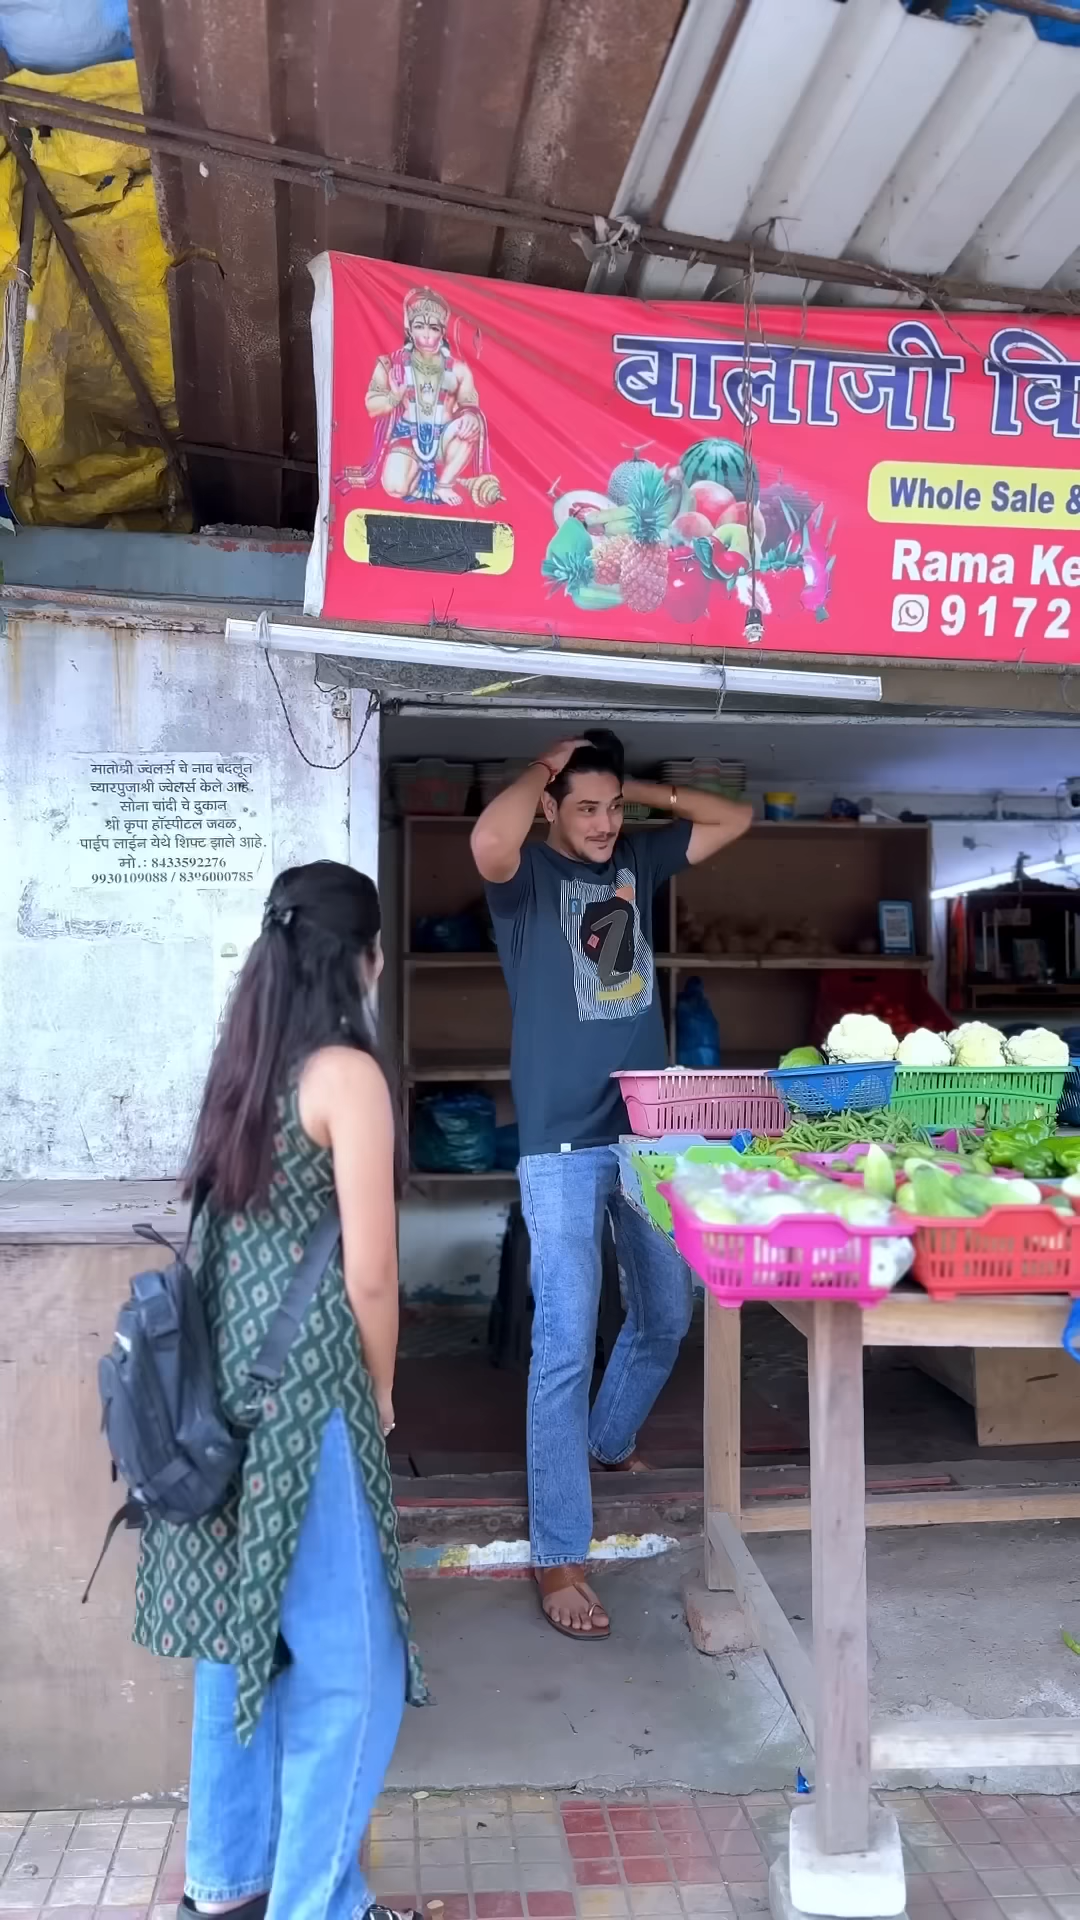 बालाजी वि
Whole Sale &
Rama Ke
9172
मातोश्री ज्वेलर्स चे नाव बदलून
च्यारपुजाश्री ज्वेलर्स केले आहे.
सोना चांदी चे दुकान
श्री कृपा हॉस्पीटल जवळ,
पाईप लाईन येथे शिफ्ट झाले आहे.
मो.: 8433592276
9930109088 / 8396000785